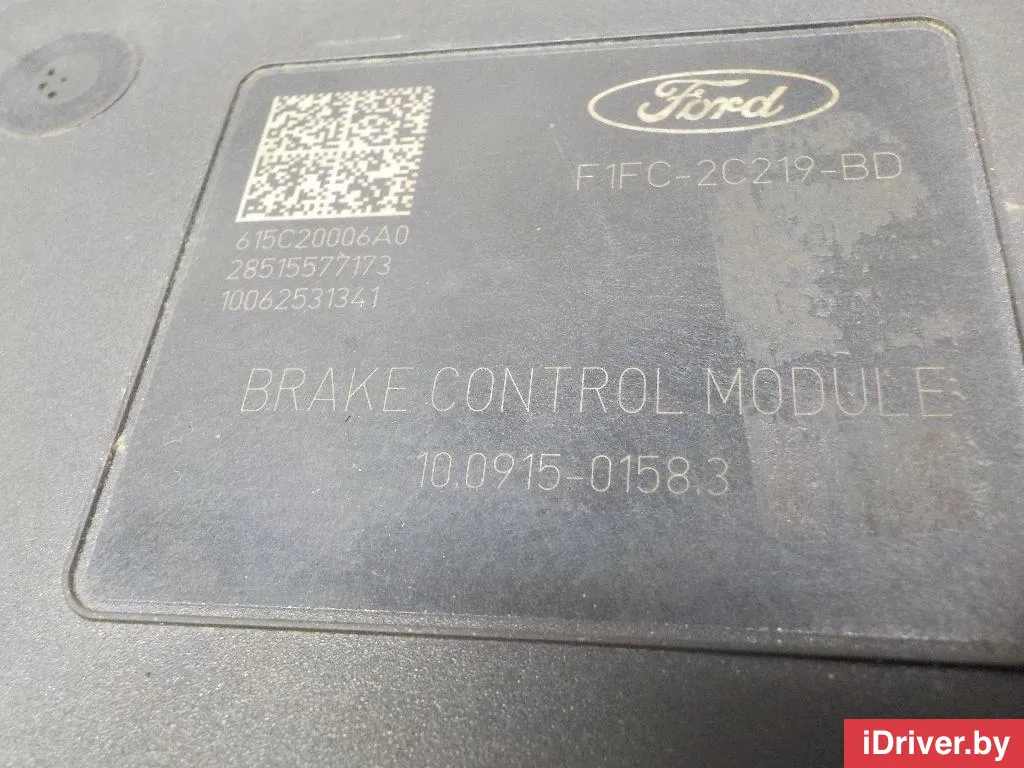 Ford
F1FC-2C219-BD
615C20006A0
28515577173
10062531341
BRAKE CONTROL MODULE
10.0915-0158.3
iDriver.by